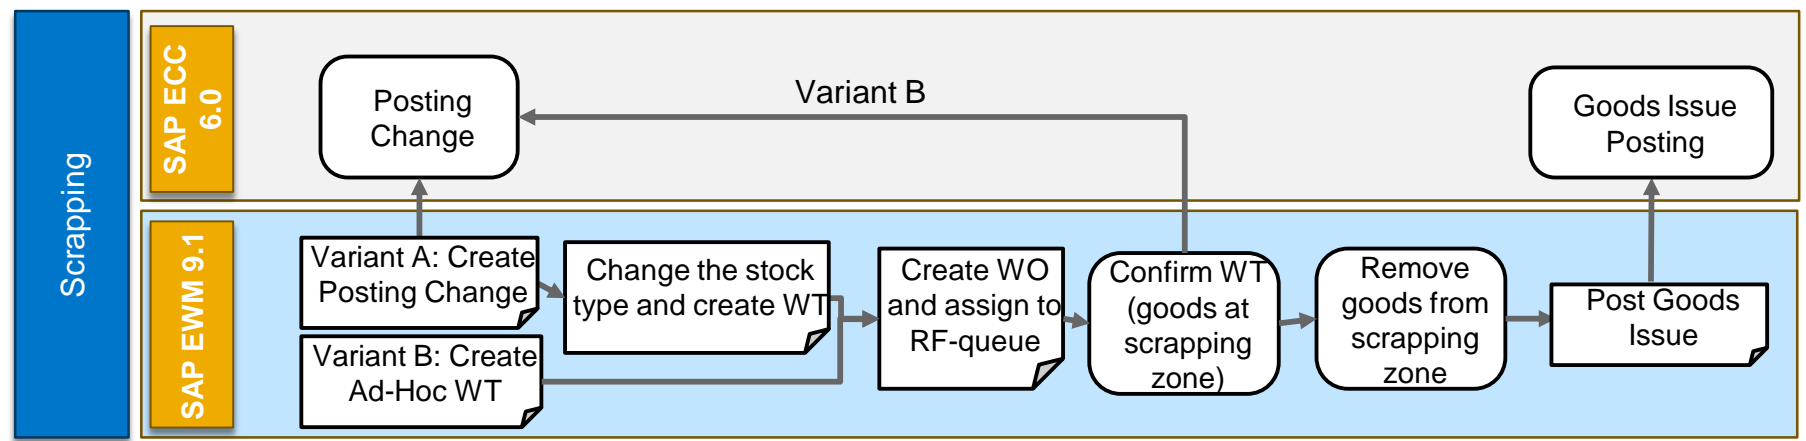 Scrapping
SAP ECC
6.0
Posting
Change
Variant B
Goods Issue
Posting
SAP EWM 9.1
Variant A: Create
Posting Change
Variant B: Create
Ad-Hoc WT
Change the stock
type and create WT
Create WO
and assign to
RF-queue
Confirm WT
(goods at
scrapping
zone)
Remove
goods from
scrapping
zone
Post Goods
Issue